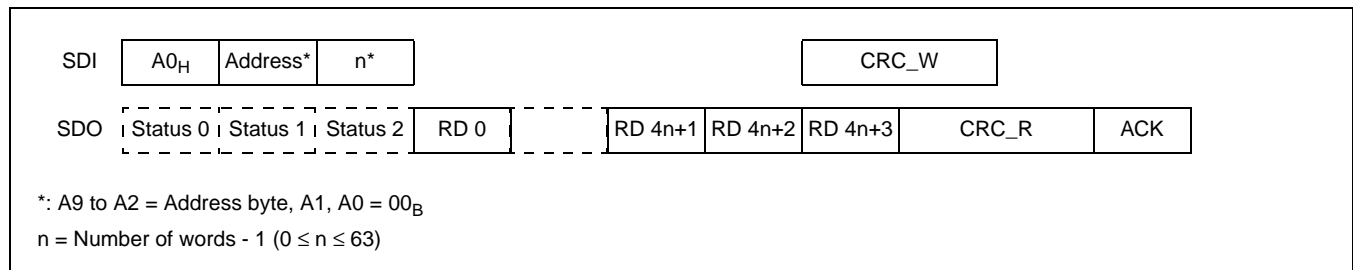 SDI A0H Address* n* CRC_W
SDO Status 0 Status 1 Status 2 RD 0 RD 4n+1 RD 4n+2 RD 4n+3 CRC_R ACK
*: A9 to A2 = Address byte, A1, A0 = 00B
n = Number of words - 1 (0 ≤ n ≤ 63)